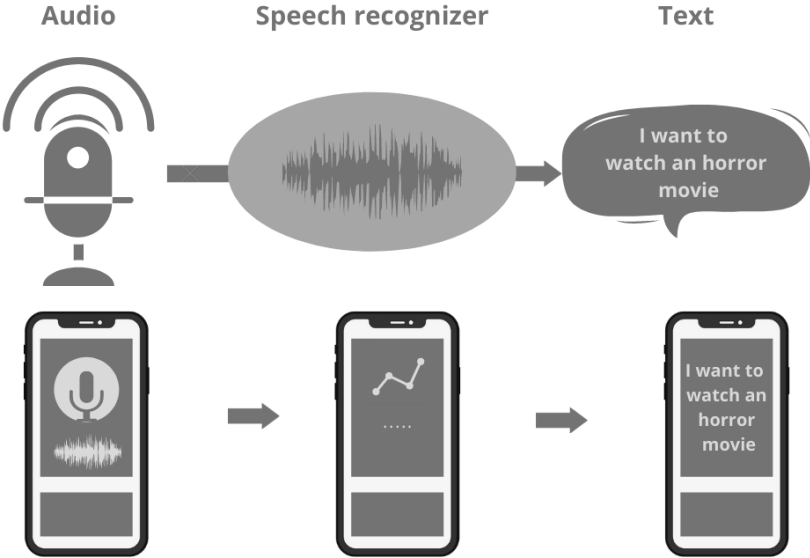 Audio
Speech recognizer
Text
I want to
watch an horror
movie
I want to
watch an
horror
movie